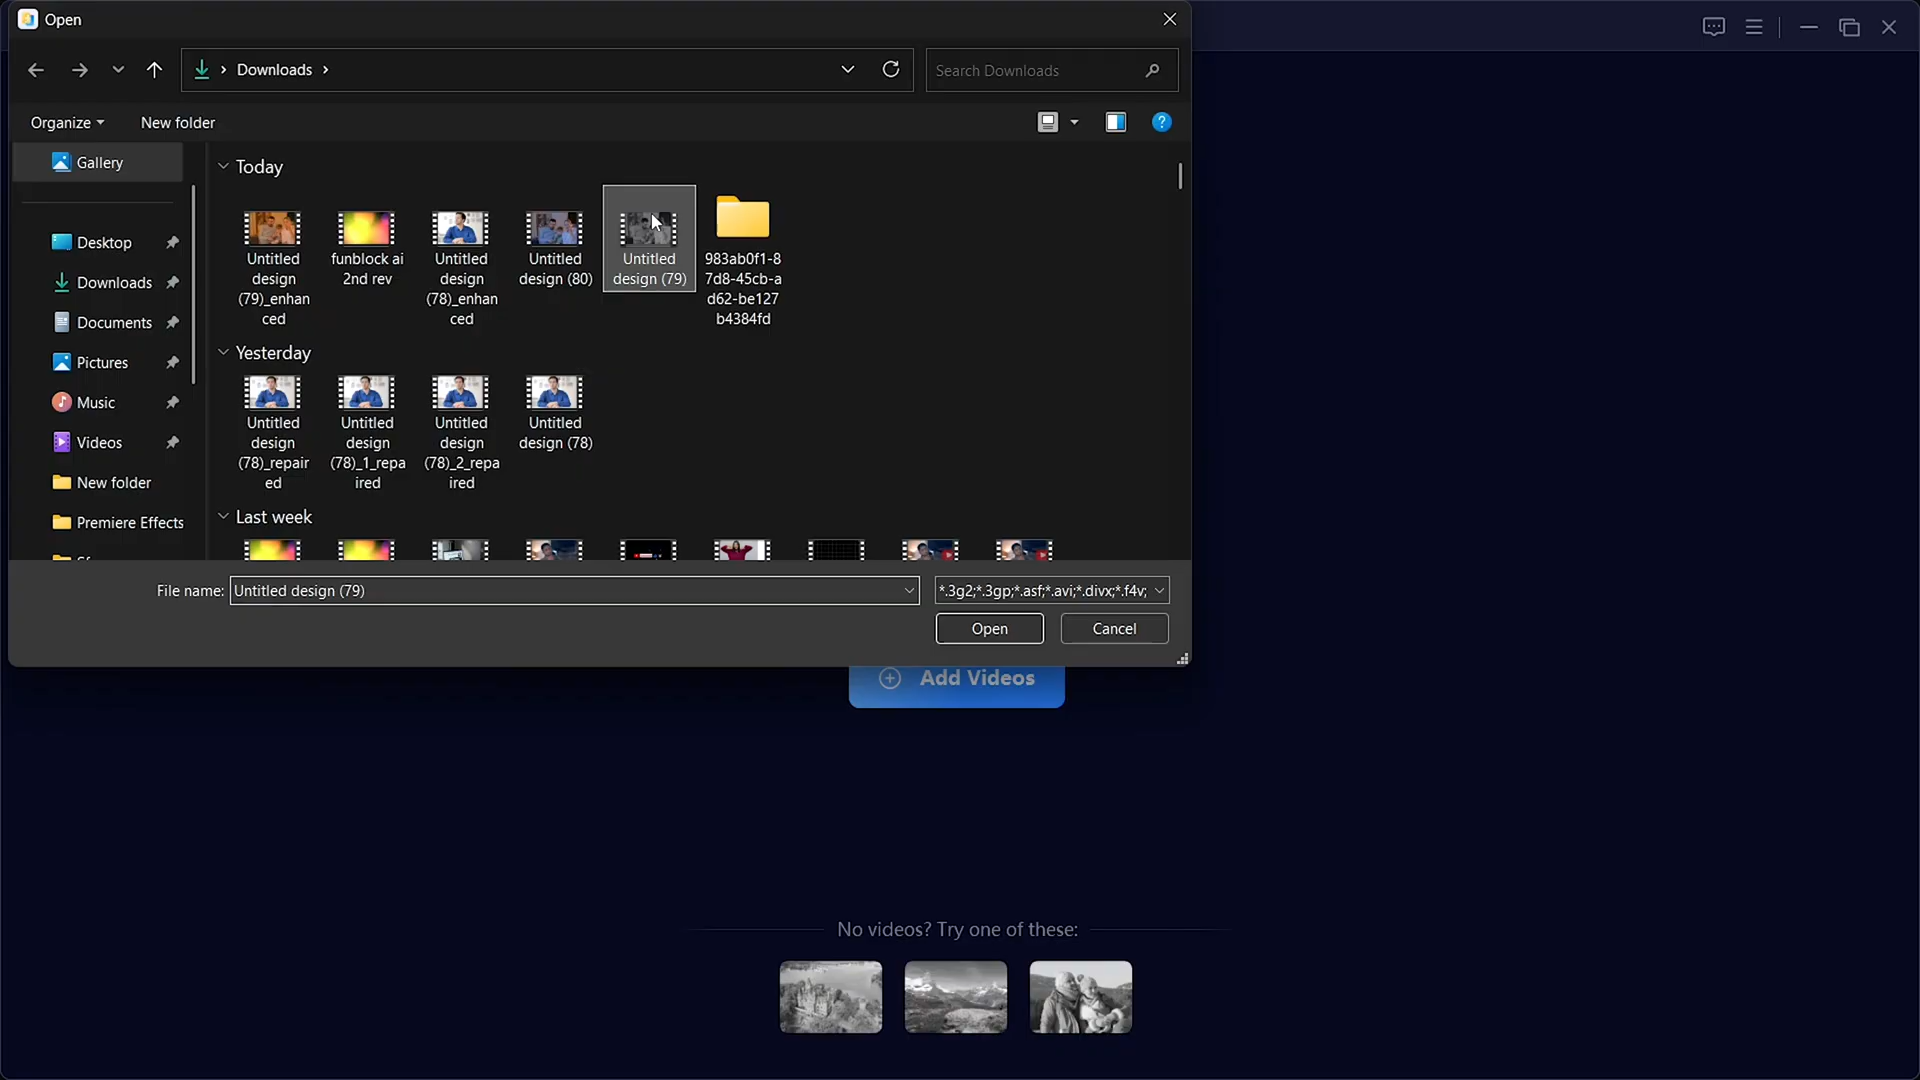 Open
Downloads
Search Downloads
Organize
New folder
Gallery
Desktop
Downloads
Documents
Pictures
Music
Videos
New folder
Premiere Effects
Today
Untitled
design
(79)_enhan
ced
funblock ai
2nd rev
Untitled
design
(78)_enhan
ced
Untitled
design (80)
Untitled
design (79)
983ab0f1-8
7d8-45cb-a
d62-be127
b4384fd
Yesterday
Untitled
design
(78)_repair
ed
Untitled
design
(78)_1_repa
ired
Untitled
design
(78)_2_repa
ired
Untitled
design (78)
Last week
File name:
Untitled design (79)
*.3g2;*.3gp;*.asf;*.avi;*.divx;*.f4v;
Open
Cancel
Add Videos
No videos? Try one of these: